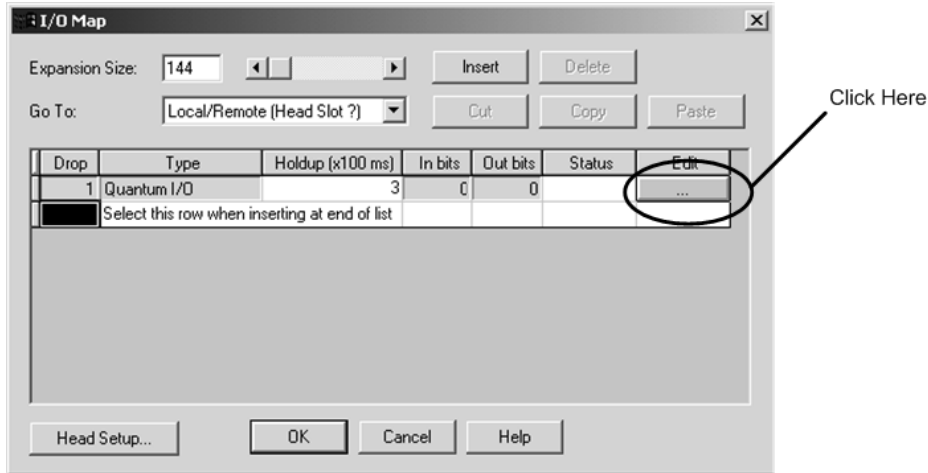 I/O Map
Expansion Size: 144 Insert Delete
Click Here
Go To: Local/Remote (Head Slot ?) Cut Copy Paste
Drop Type Holdup (x100 ms) In bits Out bits Status Edit
1 Quantum I/O 3 0 0 ...
Select this row when inserting at end of list
Head Setup... OK Cancel Help